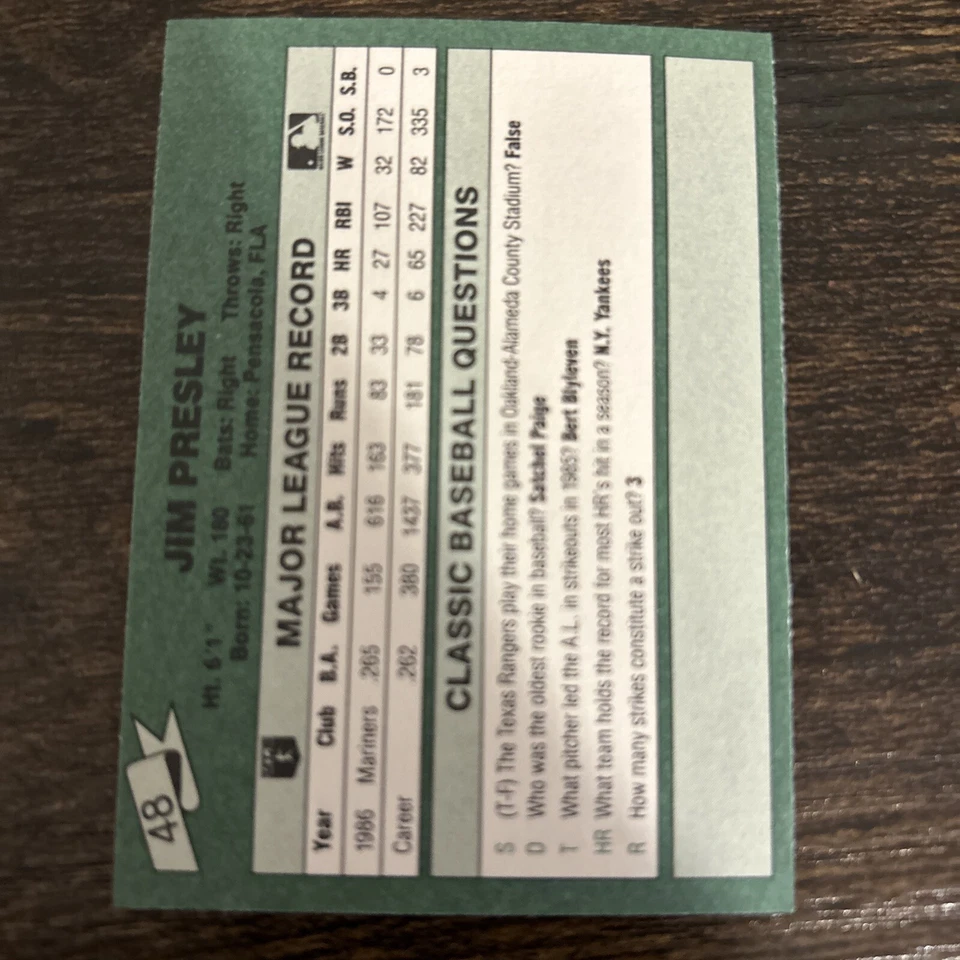 48
JIM PRESLEY
Ht. 6'1" Wt. 180 Bats: Right Throws: Right
Born: 10-23-61 Home: Pensacola, FLA
MAJOR LEAGUE RECORD
Year Club B.A. Games A.B. Hits Runs 2B 3B HR RBI W S.O. S.B.
1986 Mariners .265 155 616 163 83 33 4 27 107 32 172 0
Career .262 380 1437 377 181 78 6 65 227 82 335 3
CLASSIC BASEBALL QUESTIONS
S (T-F) The Texas Rangers play their home games in Oakland-Alameda County Stadium? False
D Who was the oldest rookie in baseball? Satchel Paige
T What pitcher led the A.L. in strikeouts in 1985? Bert Blyleven
HR What team holds the record for most HR's hit in a season? N.Y. Yankees
R How many strikes constitute a strike out? 3